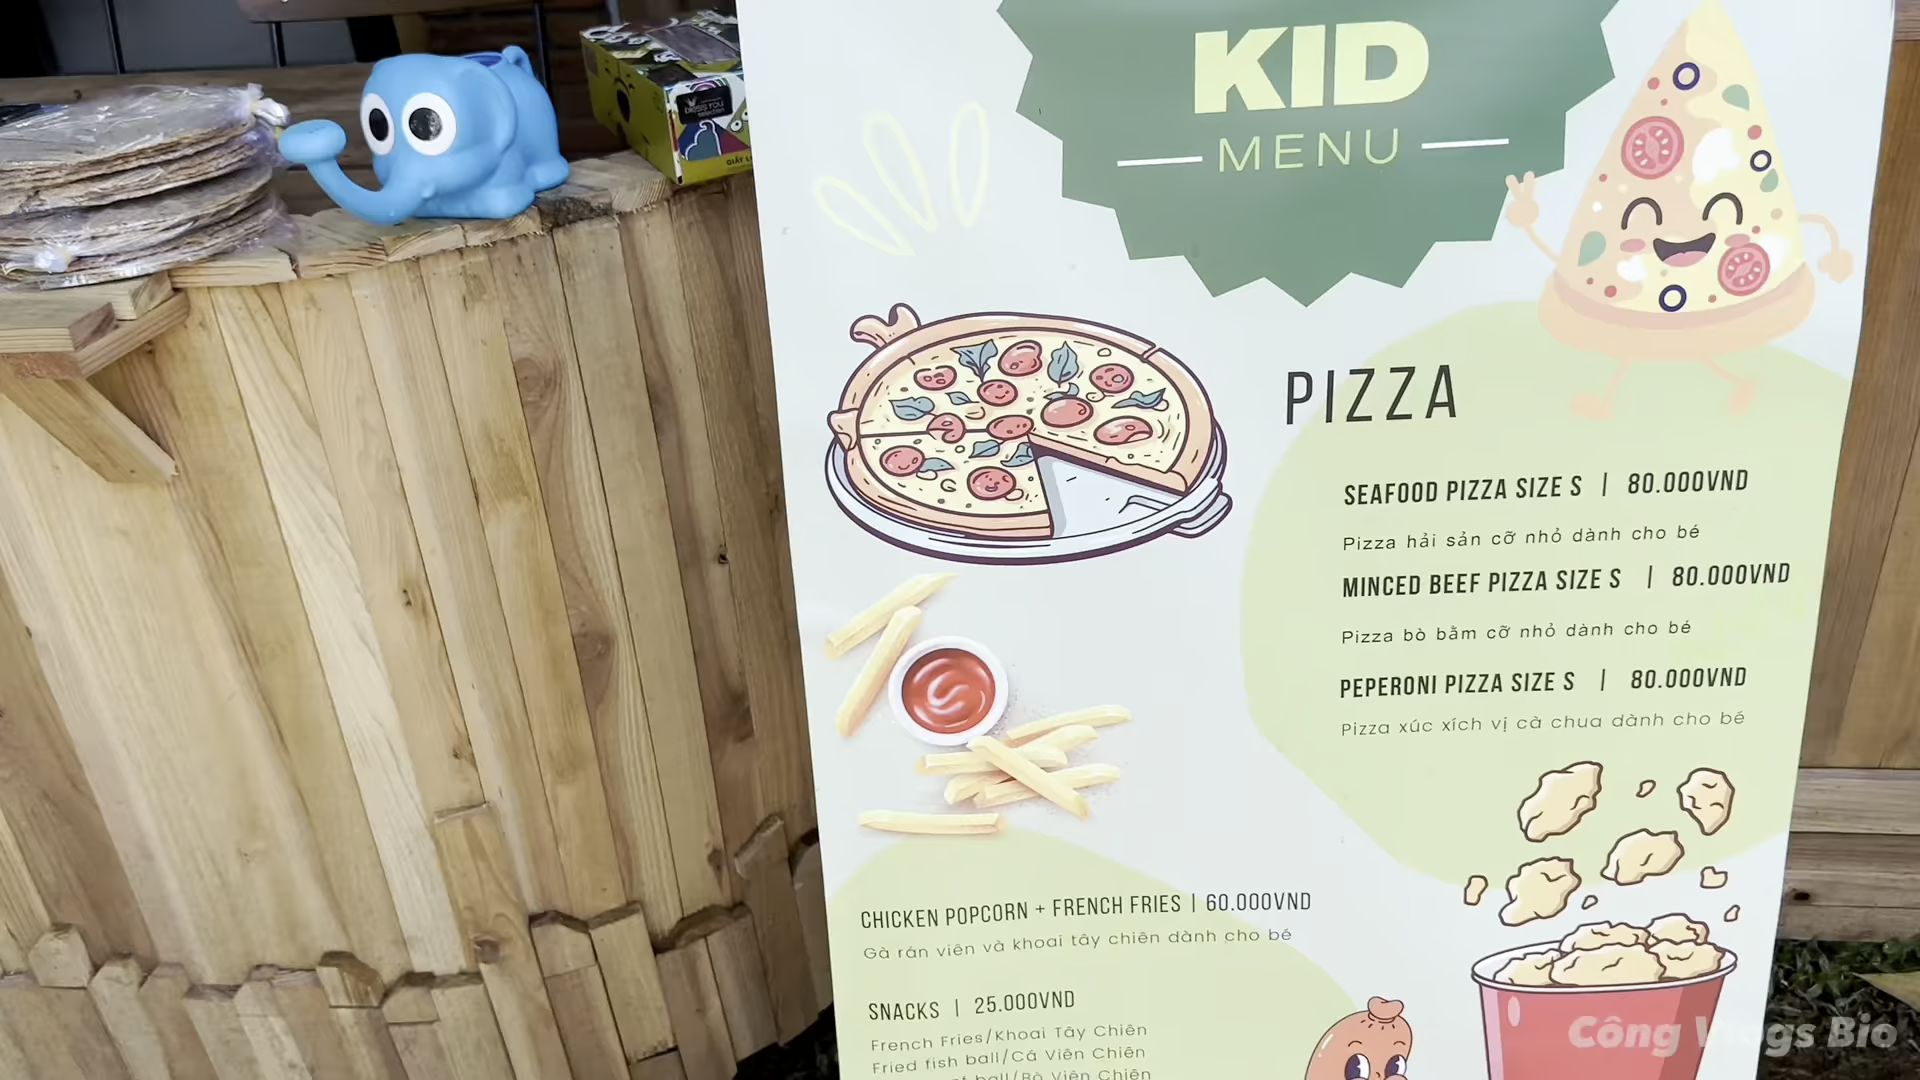 KID
MENU
PIZZA
SEAFOOD PIZZA SIZE S | 80.000VND
Pizza hải sản cỡ nhỏ dành cho bé
MINCED BEEF PIZZA SIZE S | 80.000VND
Pizza bò bằm cỡ nhỏ dành cho bé
PEPERONI PIZZA SIZE S | 80.000VND
Pizza xúc xích vị cà chua dành cho bé
CHICKEN POPCORN + FRENCH FRIES | 60.000VND
Gà rán viên và khoai tây chiên dành cho bé
SNACKS | 25.000VND
French Fries/Khoai Tây Chiên
Fried fish ball/Cá Viên Chiên
ball/Bò Viên Chiên
Công Vlogs Bio